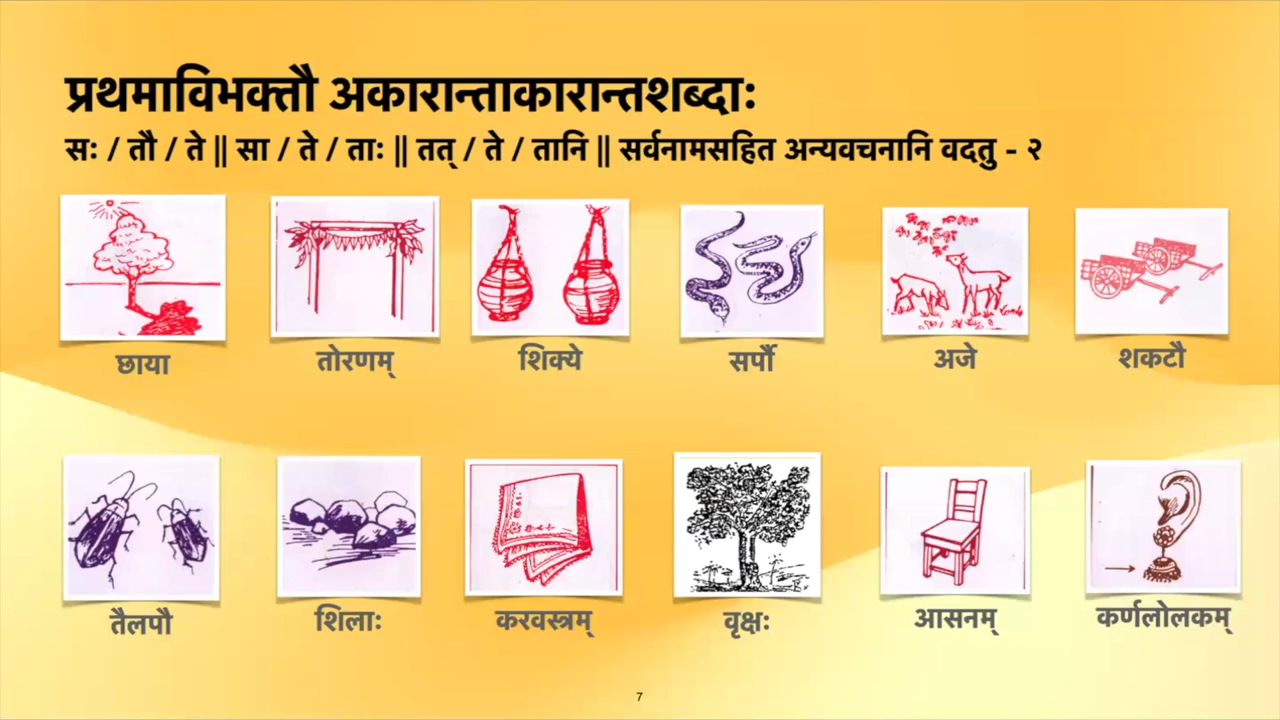 प्रथमाविभक्तौ अकारान्ताकारान्तशब्दाः
सः / तौ / ते || सा / ते / ताः || तत् / ते / तानि || सर्वनामसहित अन्यवचनानि वदतु - २
छाया तोरणम् शिक्ये सर्पौ अजे शकटौ
तैलपौ शिलाः करवस्त्रम् वृक्षः आसनम् कर्णलोलकम्
7